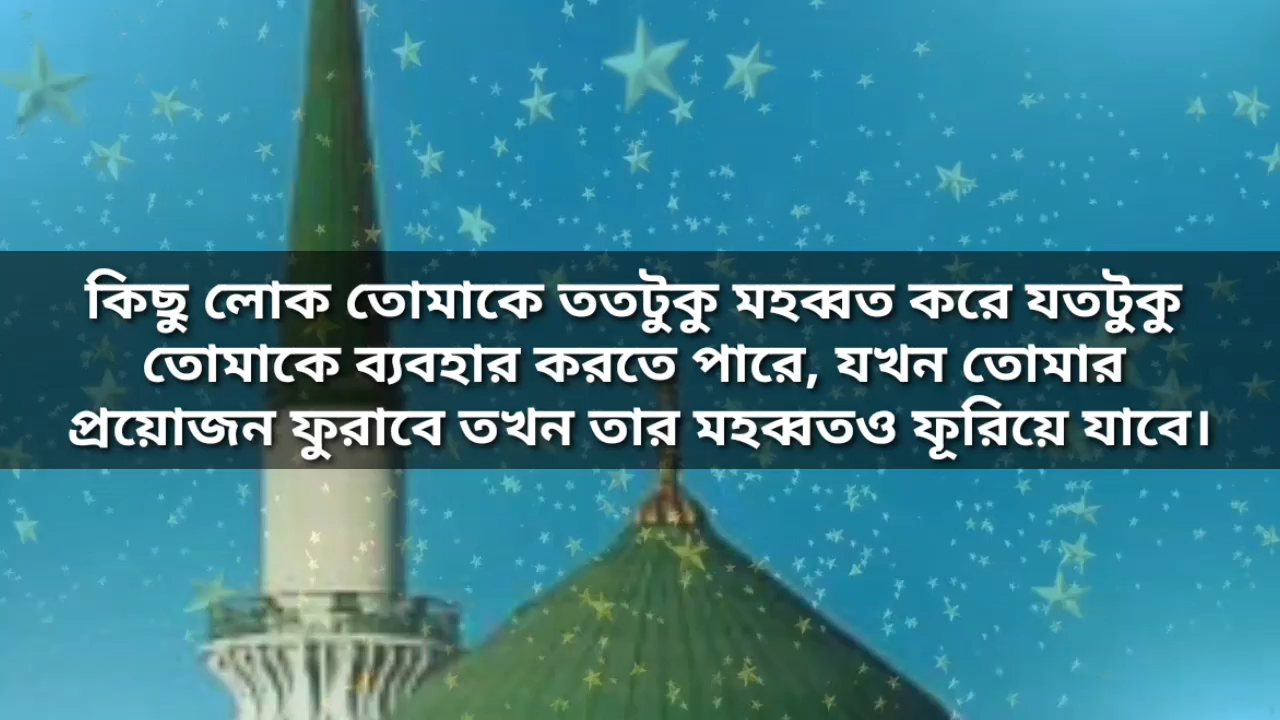 কিছু লোক তোমাকে ততটুকু মহব্বত করে যতটুকু
তোমাকে ব্যবহার করতে পারে, যখন তোমার
প্রয়োজন ফুরাবে তখন তার মহব্বতও ফূরিয়ে যাবে।